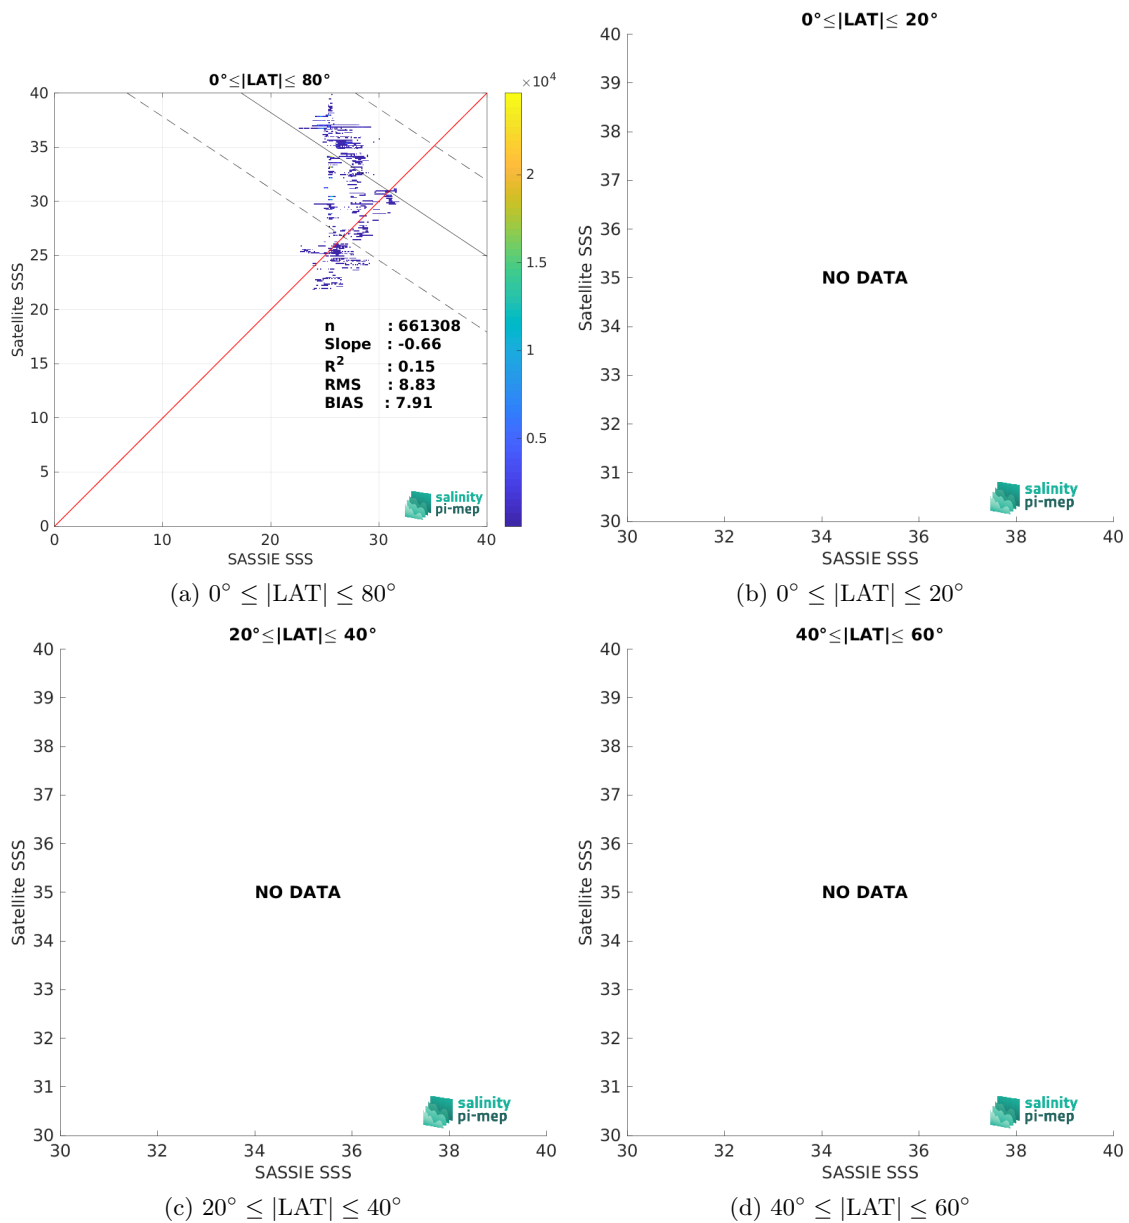 0°≤|LAT|≤ 80°
×10⁴
40
35
30
25
20
15
10
5
0
Satellite SSS
0
10
20
30
40
SASSIE SSS
n : 661308
Slope : -0.66
R² : 0.15
RMS : 8.83
BIAS : 7.91
2
1.5
1
0.5
salinity
pi-mep
(a) 0° ≤ |LAT| ≤ 80°
0°≤|LAT|≤ 20°
40
39
38
37
36
35
34
33
32
31
30
Satellite SSS
NO DATA
salinity
pi-mep
30
32
34
36
38
40
SASSIE SSS
(b) 0° ≤ |LAT| ≤ 20°
20°≤|LAT|≤ 40°
40
39
38
37
36
35
34
33
32
31
30
Satellite SSS
NO DATA
salinity
pi-mep
30
32
34
36
38
40
SASSIE SSS
(c) 20° ≤ |LAT| ≤ 40°
40°≤|LAT|≤ 60°
40
39
38
37
36
35
34
33
32
31
30
Satellite SSS
NO DATA
salinity
pi-mep
30
32
34
36
38
40
SASSIE SSS
(d) 40° ≤ |LAT| ≤ 60°